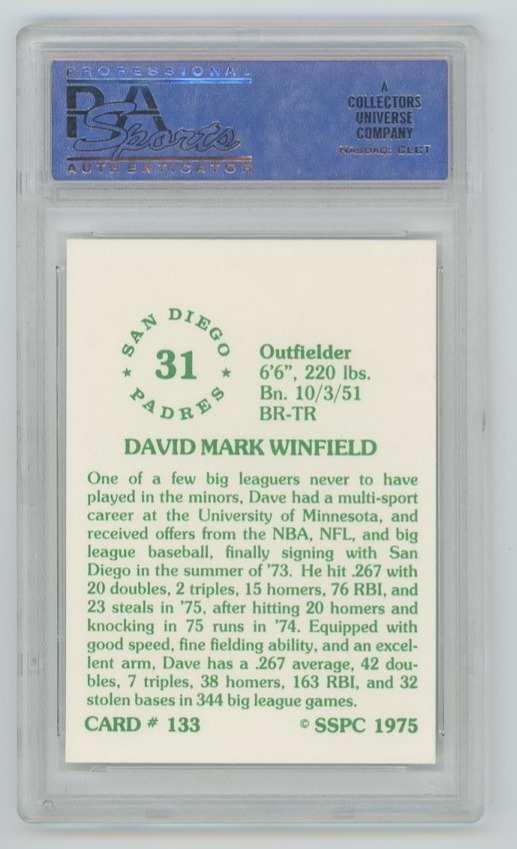 PROFESSIONAL
PSA
Sports
AUTHENTICATOR
A
COLLECTORS
UNIVERSE
COMPANY
NASDAQ: CLCT
SAN DIEGO
31
PADRES
Outfielder
6'6", 220 lbs.
Bn. 10/3/51
BR-TR
DAVID MARK WINFIELD
One of a few big leaguers never to have
played in the minors, Dave had a multi-sport
career at the University of Minnesota, and
received offers from the NBA, NFL, and big
league baseball, finally signing with San
Diego in the summer of '73. He hit .267 with
20 doubles, 2 triples, 15 homers, 76 RBI, and
23 steals in '75, after hitting 20 homers and
knocking in 75 runs in '74. Equipped with
good speed, fine fielding ability, and an excel-
lent arm, Dave has a .267 average, 42 dou-
bles, 7 triples, 38 homers, 163 RBI, and 32
stolen bases in 344 big league games.
CARD # 133
© SSPC 1975